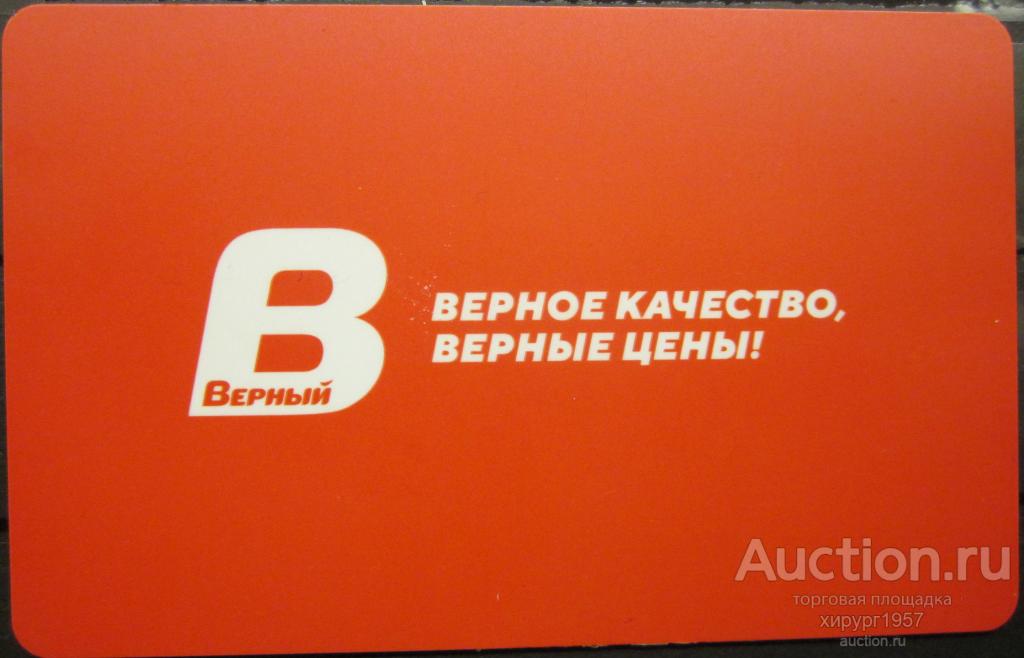 ВЕРНОЕ КАЧЕСТВО,
ВЕРНЫЕ ЦЕНЫ!
В
ВЕРНЫЙ
Auction.ru
торговая площадка
хирург1957
auction.ru